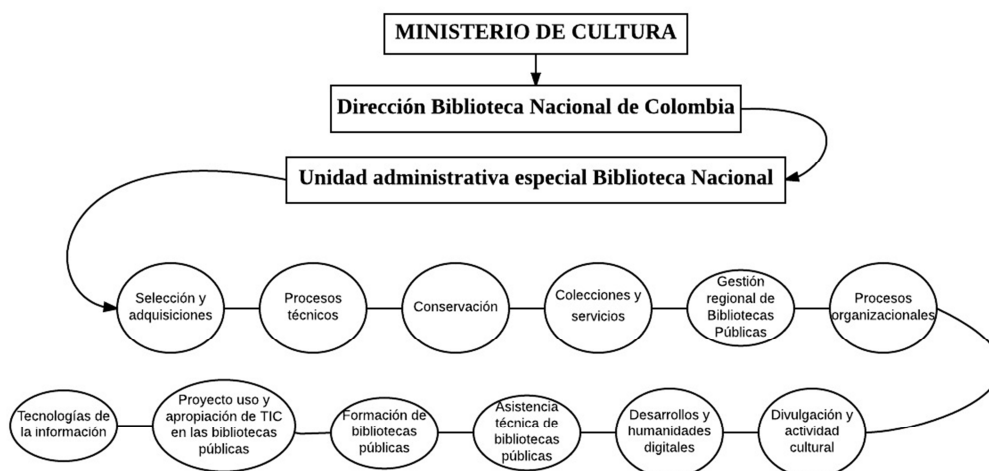 MINISTERIO DE CULTURA
Dirección Biblioteca Nacional de Colombia
Unidad administrativa especial Biblioteca Nacional
Selección y
adquisiciones
Procesos
técnicos
Conservación
Colecciones y
servicios
Gestión
regional de
Bibliotecas
Públicas
Procesos
organizacionales
Tecnologías de
la información
Proyecto uso y
apropiación de TIC
en las bibliotecas
públicas
Formación de
bibliotecas
públicas
Asistencia
técnica de
bibliotecas
públicas
Desarrollos y
humanidades
digitales
Divulgación y
actividad
cultural